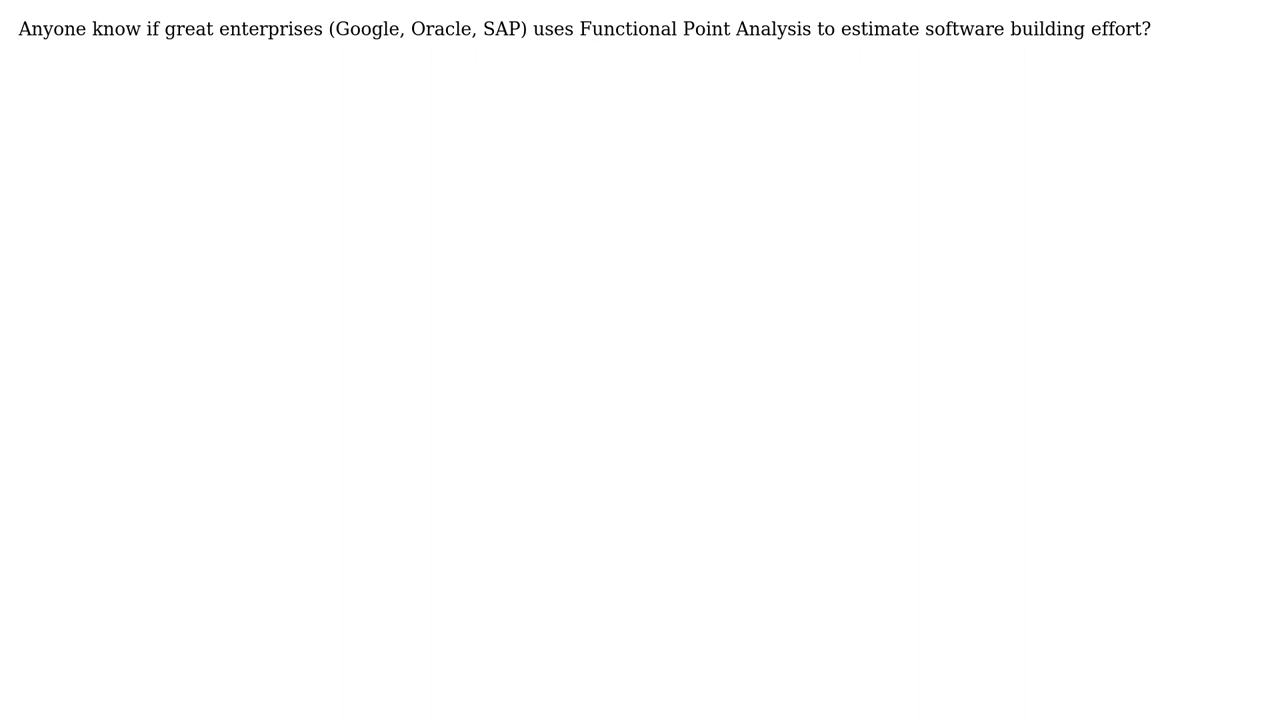 Anyone know if great enterprises (Google, Oracle, SAP) uses Functional Point Analysis to estimate software building effort?